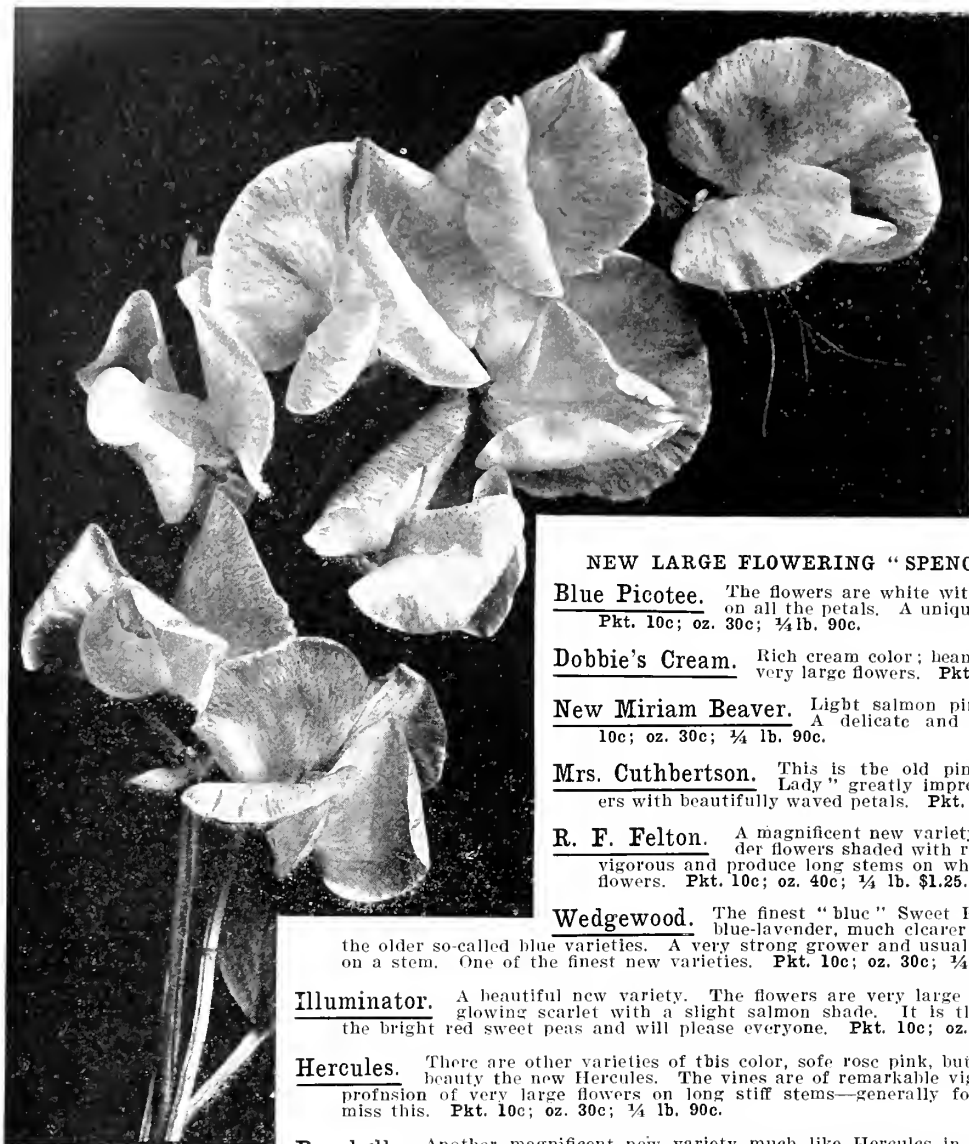 NEW LARGE FLOWERING “SPENC
Blue Picotee. The flowers are white wit
on all the petals. A uniqu
Pkt. 10c; oz. 30c; ¼ lb. 90c.
Dobbie's Cream. Rich cream color; bean
very large flowers. Pkt
New Miriam Beaver. Light salmon pi
A delicate and
10c; oz. 30c; ¼ lb. 90c.
Mrs. Cuthbertson. This is the old pin
Lady” greatly impr
ers with beautifully waved petals. Pkt.
R. F. Felton. A magnificent new variet
der flowers shaded with r
vigorous and produce long stems on wh
flowers. Pkt. 10c; oz. 40c; ¼ lb. $1.25.
Wedgewood. The finest “blue” Sweet
blue-lavender, much clearer
the older so-called blue varieties. A very strong grower and usual
on a stem. One of the finest new varieties. Pkt. 10c; oz. 30c; ¼
Illuminator. A beautiful new variety. The flowers are very large
glowing scarlet with a slight salmon shade. It is t
the bright red sweet peas and will please everyone. Pkt. 10c; oz.
Hercules. There are other varieties of this color, sofe rose pink, but
beauty the new Hercules. The vines are of remarkable vig
profusion of very large flowers on long stiff stems—generally fo
miss this. Pkt. 10c; oz. 30c; ¼ lb. 90c.
Another magnificent new variety much like Hercules in